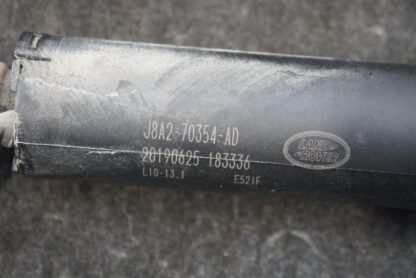 J8A2-70354-AD
20190625 183336
L10-13.1 E521F
LAND
ROVER